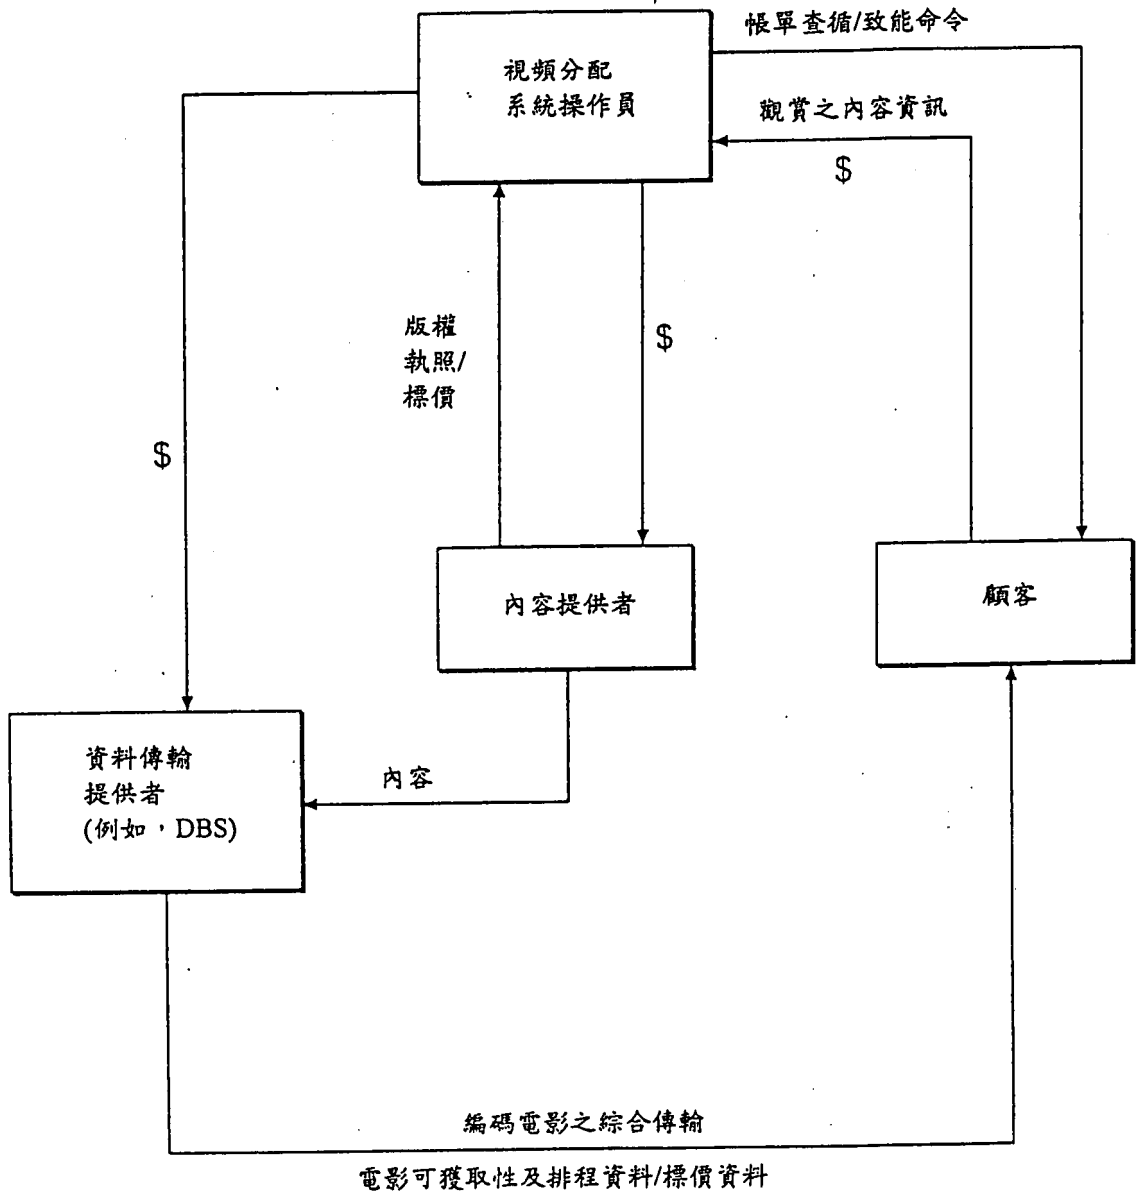 帳單查循/致能命令
視頻分配
系統操作員
觀賞之內容資訊
$
版權
執照/
標價
$
$
內容提供者
顧客
資料傳輸
提供者
(例如，DBS)
內容
編碼電影之綜合傳輸
電影可獲取性及排程資料/標價資料